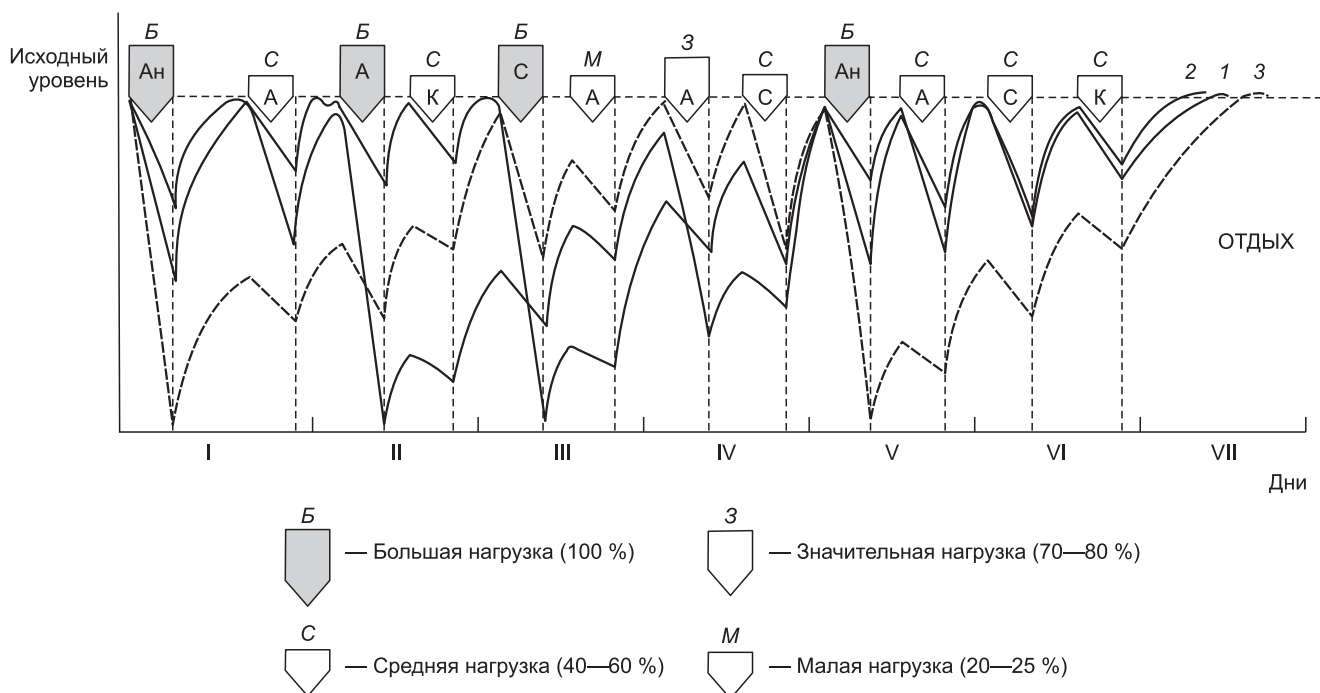 Б С Б С Б М З С Б С С С
Исходный
уровень
Ан А А К С А А С Ан А С К
2 1 3
ОТДЫХ
I II III IV V VI VII
Дни
Б
— Большая нагрузка (100 %)
З
— Значительная нагрузка (70—80 %)
С
— Средняя нагрузка (40—60 %)
М
— Малая нагрузка (20—25 %)